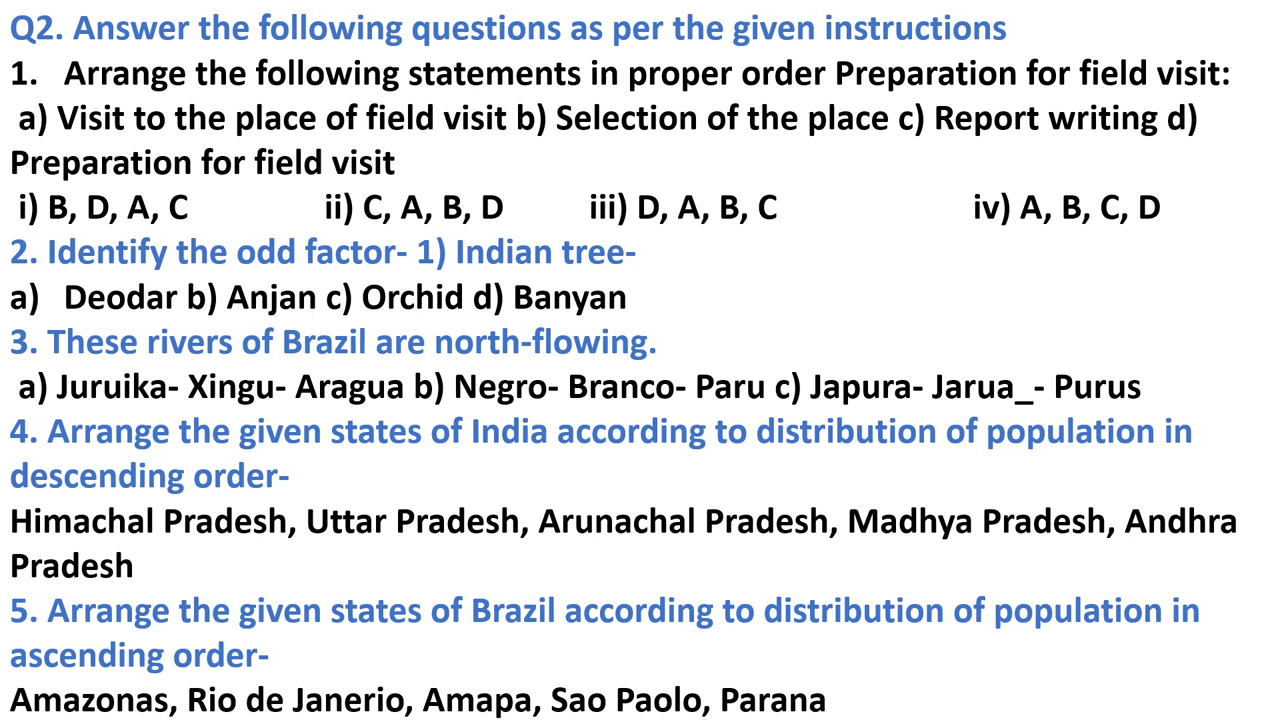 Q2. Answer the following questions as per the given instructions
1. Arrange the following statements in proper order Preparation for field visit:
a) Visit to the place of field visit b) Selection of the place c) Report writing d)
Preparation for field visit
i) B, D, A, C ii) C, A, B, D iii) D, A, B, C iv) A, B, C, D
2. Identify the odd factor- 1) Indian tree-
a) Deodar b) Anjan c) Orchid d) Banyan
3. These rivers of Brazil are north-flowing.
a) Juruika- Xingu- Aragua b) Negro- Branco- Paru c) Japura- Jarua_- Purus
4. Arrange the given states of India according to distribution of population in
descending order-
Himachal Pradesh, Uttar Pradesh, Arunachal Pradesh, Madhya Pradesh, Andhra
Pradesh
5. Arrange the given states of Brazil according to distribution of population in
ascending order-
Amazonas, Rio de Janerio, Amapa, Sao Paolo, Parana